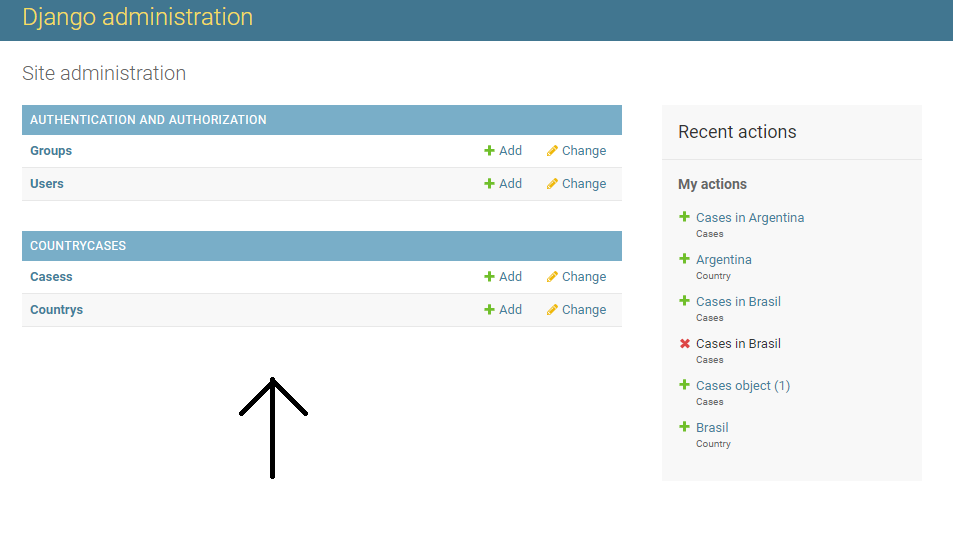 Django administration
Site administration
AUTHENTICATION AND AUTHORIZATION
Groups Add Change
Users Add Change
COUNTRYCASES
Casess Add Change
Countrys Add Change
Recent actions
My actions
Cases in Argentina
Cases
Argentina
Country
Cases in Brasil
Cases
Cases in Brasil
Cases
Cases object (1)
Cases
Brasil
Country